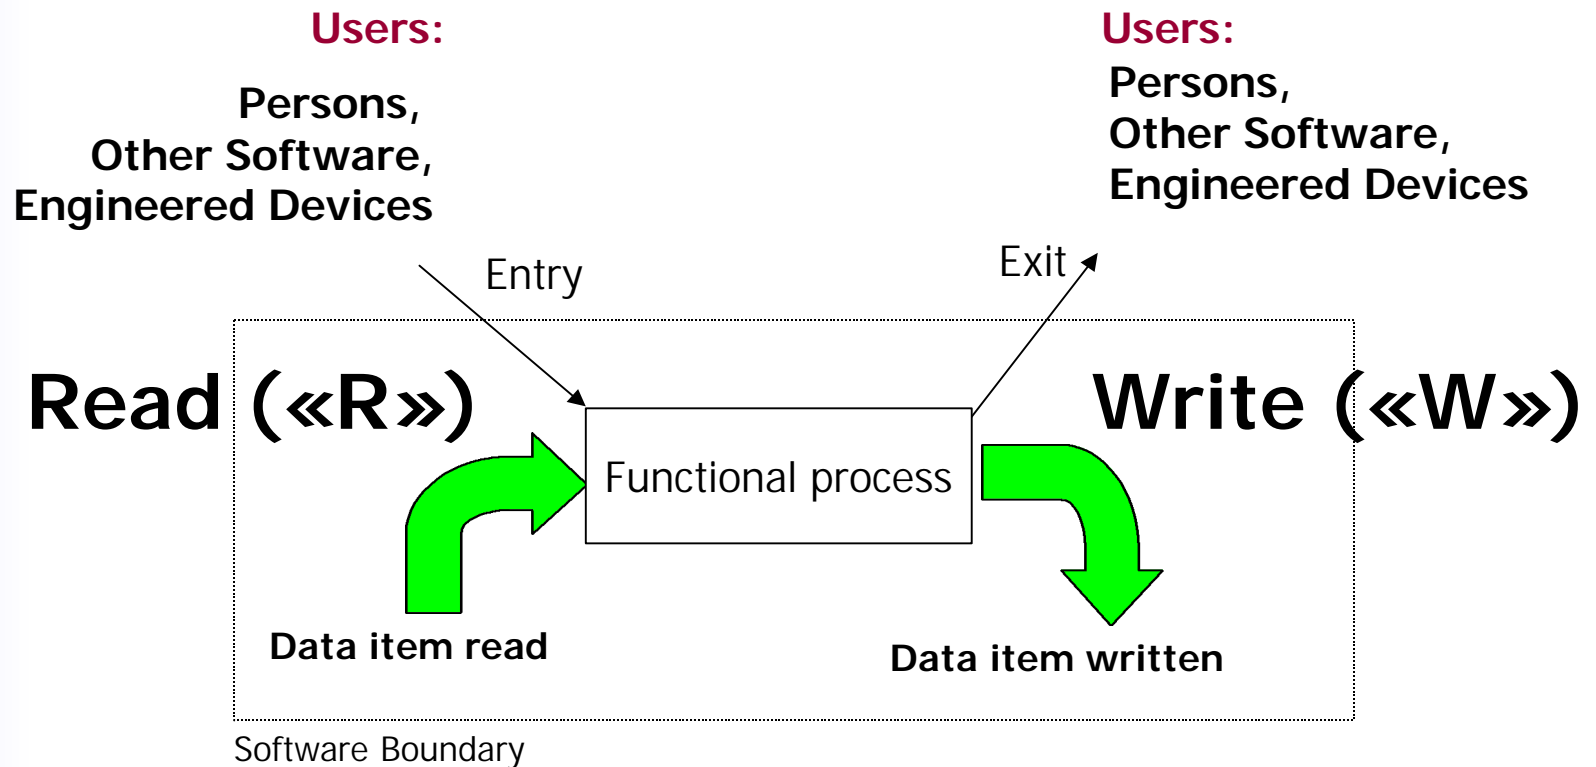 Users:
Persons,
Other Software,
Engineered Devices
Users:
Persons,
Other Software,
Engineered Devices
Entry
Exit
Read («R»)
Write («W»)
Functional process
Data item read
Data item written
Software Boundary